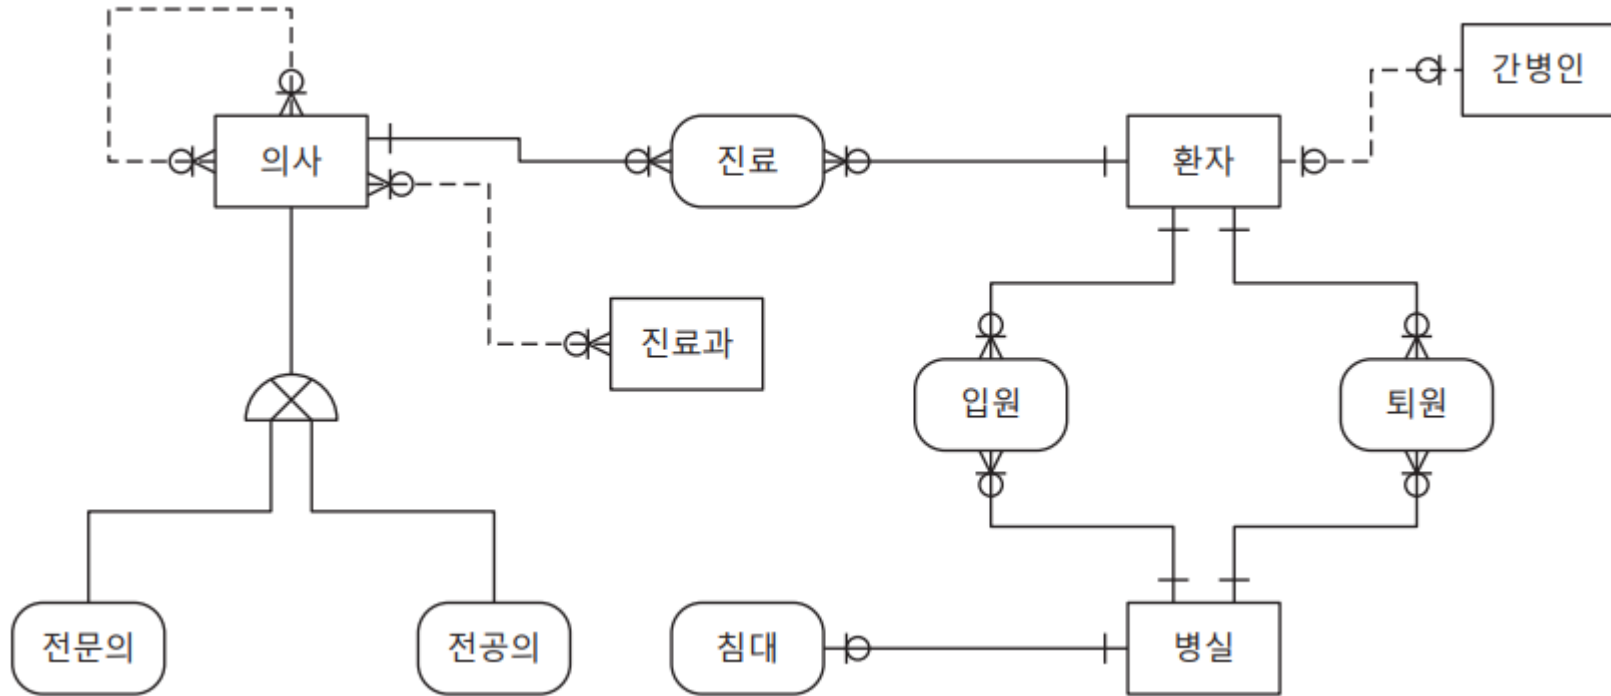 간병인
의사
진료
환자
진료과
입원
퇴원
전문의
전공의
침대
병실